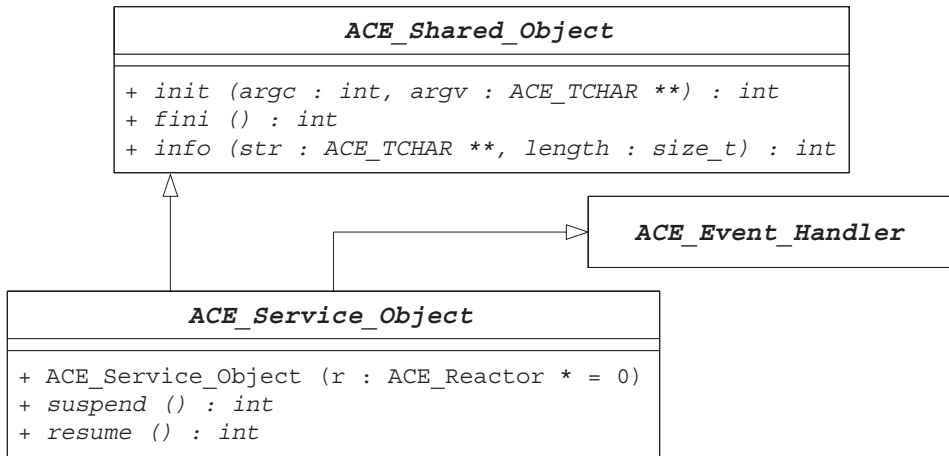 ACE_Shared_Object
+ init (argc : int, argv : ACE_TCHAR **) : int
+ fini () : int
+ info (str : ACE_TCHAR **, length : size_t) : int
ACE_Event_Handler
ACE_Service_Object
+ ACE_Service_Object (r : ACE_Reactor * = 0)
+ suspend () : int
+ resume () : int